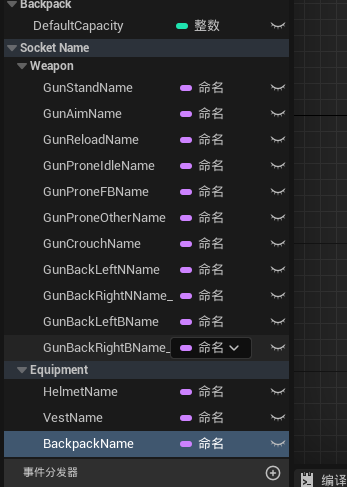 Backpack
DefaultCapacity 整数
Socket Name
Weapon
GunStandName 命名
GunAimName 命名
GunReloadName 命名
GunProneIdleName 命名
GunProneFBName 命名
GunProneOtherName 命名
GunCrouchName 命名
GunBackLeftNName 命名
GunBackRightNName_ 命名
GunBackLeftBName 命名
GunBackRightBName_ 命名
Equipment
HelmetName 命名
VestName 命名
BackpackName 命名
事件分发器
编译